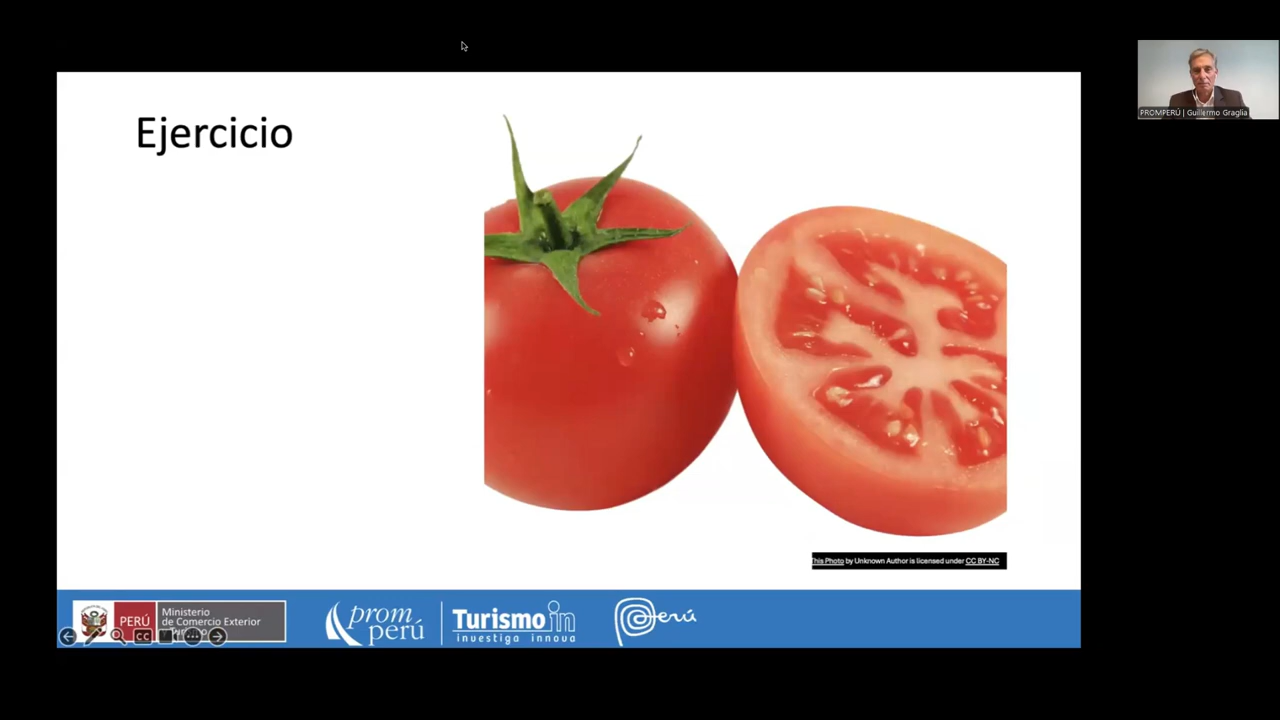 Ejercicio
PROMPERÚ | Guillermo Graglia
This Photo by Unknown Author is licensed under CC BY-NC
PERÚ
Ministerio
de Comercio Exterior
prom
perú
Turismo in
investiga innova
Perú
CC